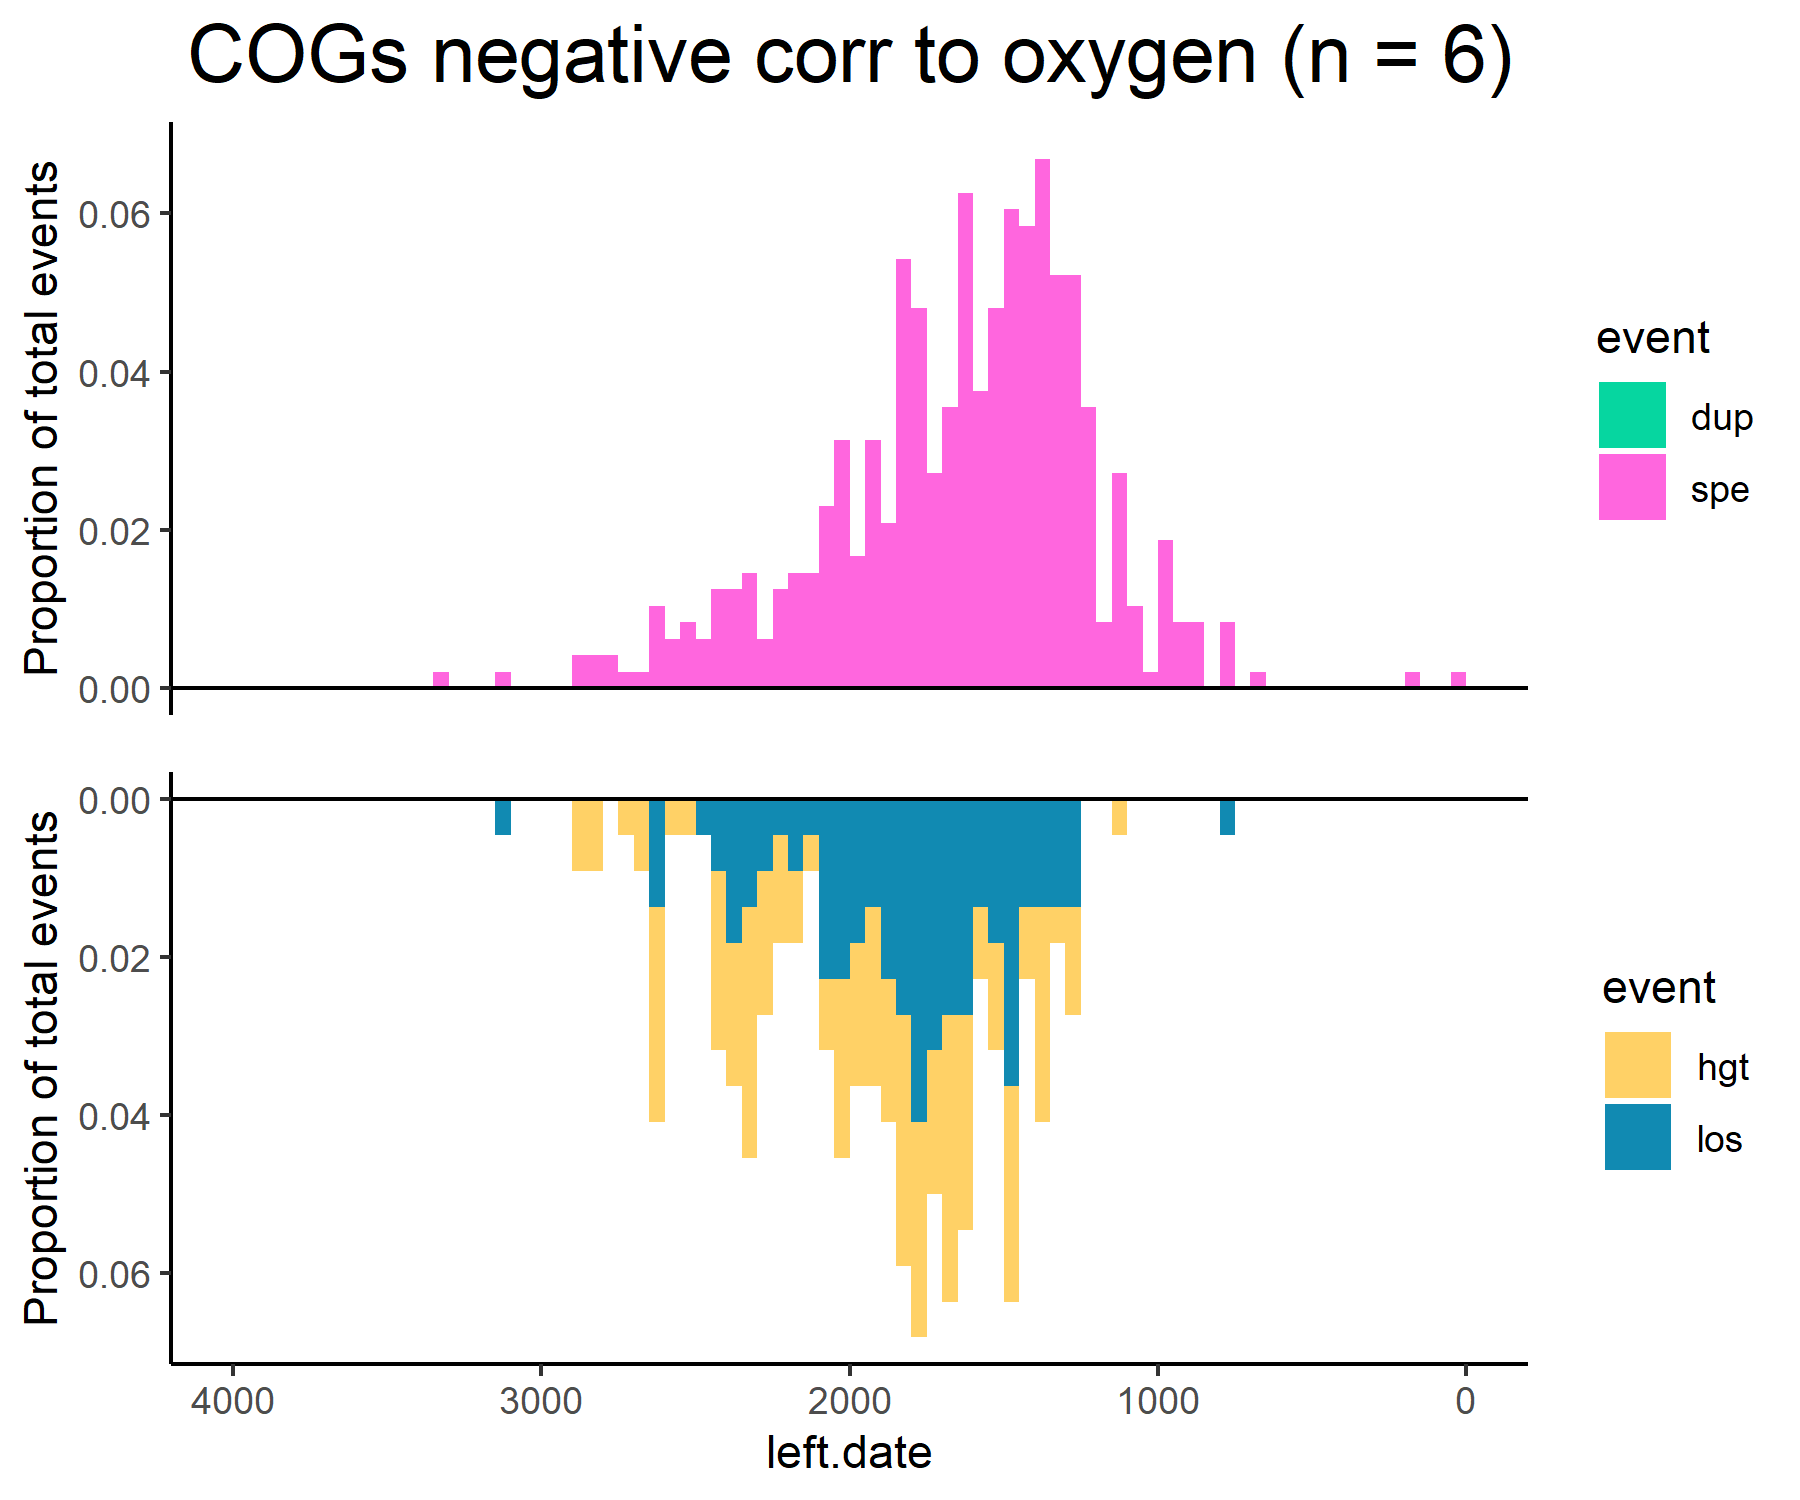 COGs negative corr to oxygen (n = 6)
Proportion of total events
0.06
0.04
0.02
0.00
event
dup
spe
Proportion of total events
0.00
0.02
0.04
0.06
event
hgt
los
4000 3000 2000 1000 0
left.date